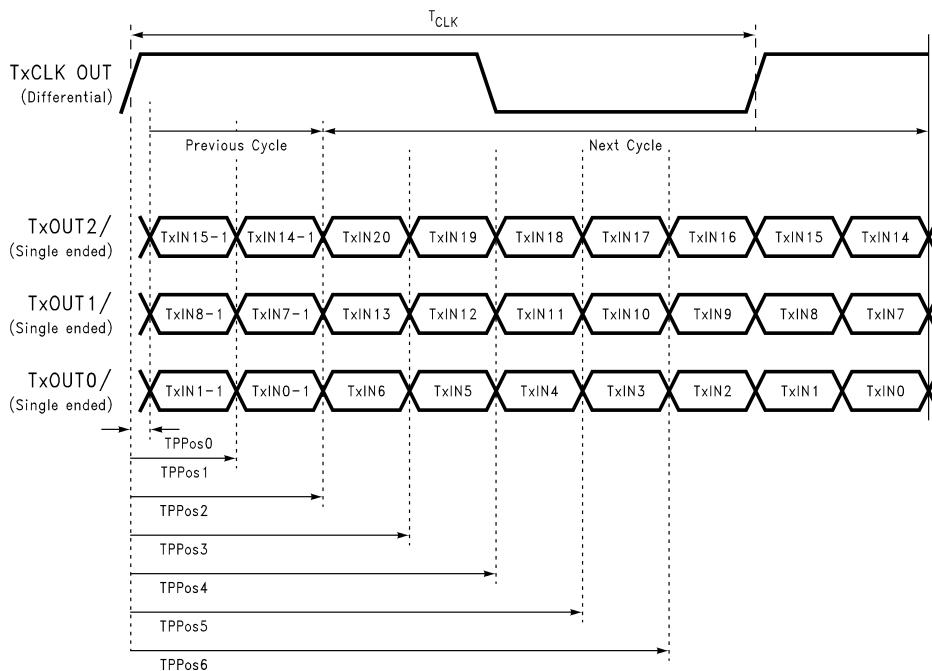 TCLK
TxCLK OUT
(Differential)
Previous Cycle
Next Cycle
TxOUT2/
(Single ended)
TxIN15-1 TxIN14-1 TxIN20 TxIN19 TxIN18 TxIN17 TxIN16 TxIN15 TxIN14
TxOUT1/
(Single ended)
TxIN8-1 TxIN7-1 TxIN13 TxIN12 TxIN11 TxIN10 TxIN9 TxIN8 TxIN7
TxOUT0/
(Single ended)
TxIN1-1 TxIN0-1 TxIN6 TxIN5 TxIN4 TxIN3 TxIN2 TxIN1 TxIN0
TPPos0
TPPos1
TPPos2
TPPos3
TPPos4
TPPos5
TPPos6